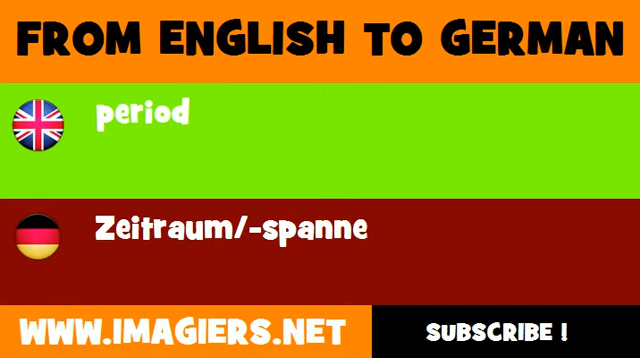 FROM ENGLISH TO GERMAN
period
Zeitraum/-spanne
WWW.IMAGIERS.NET
SUBSCRIBE !